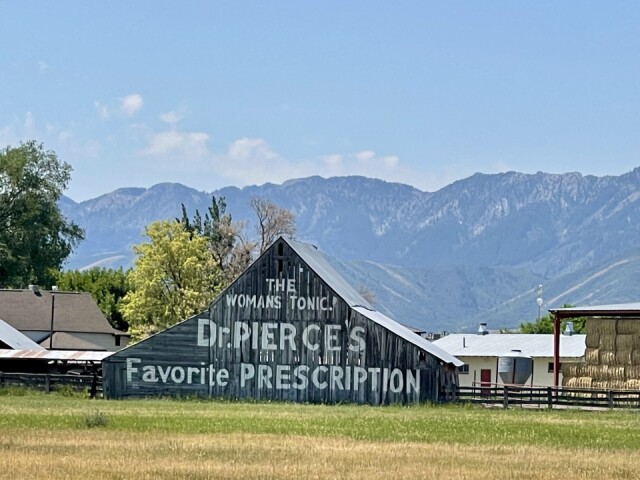 THE
WOMANS TONIC.
Dr. PIERCE'S
Favorite PRESCRIPTION